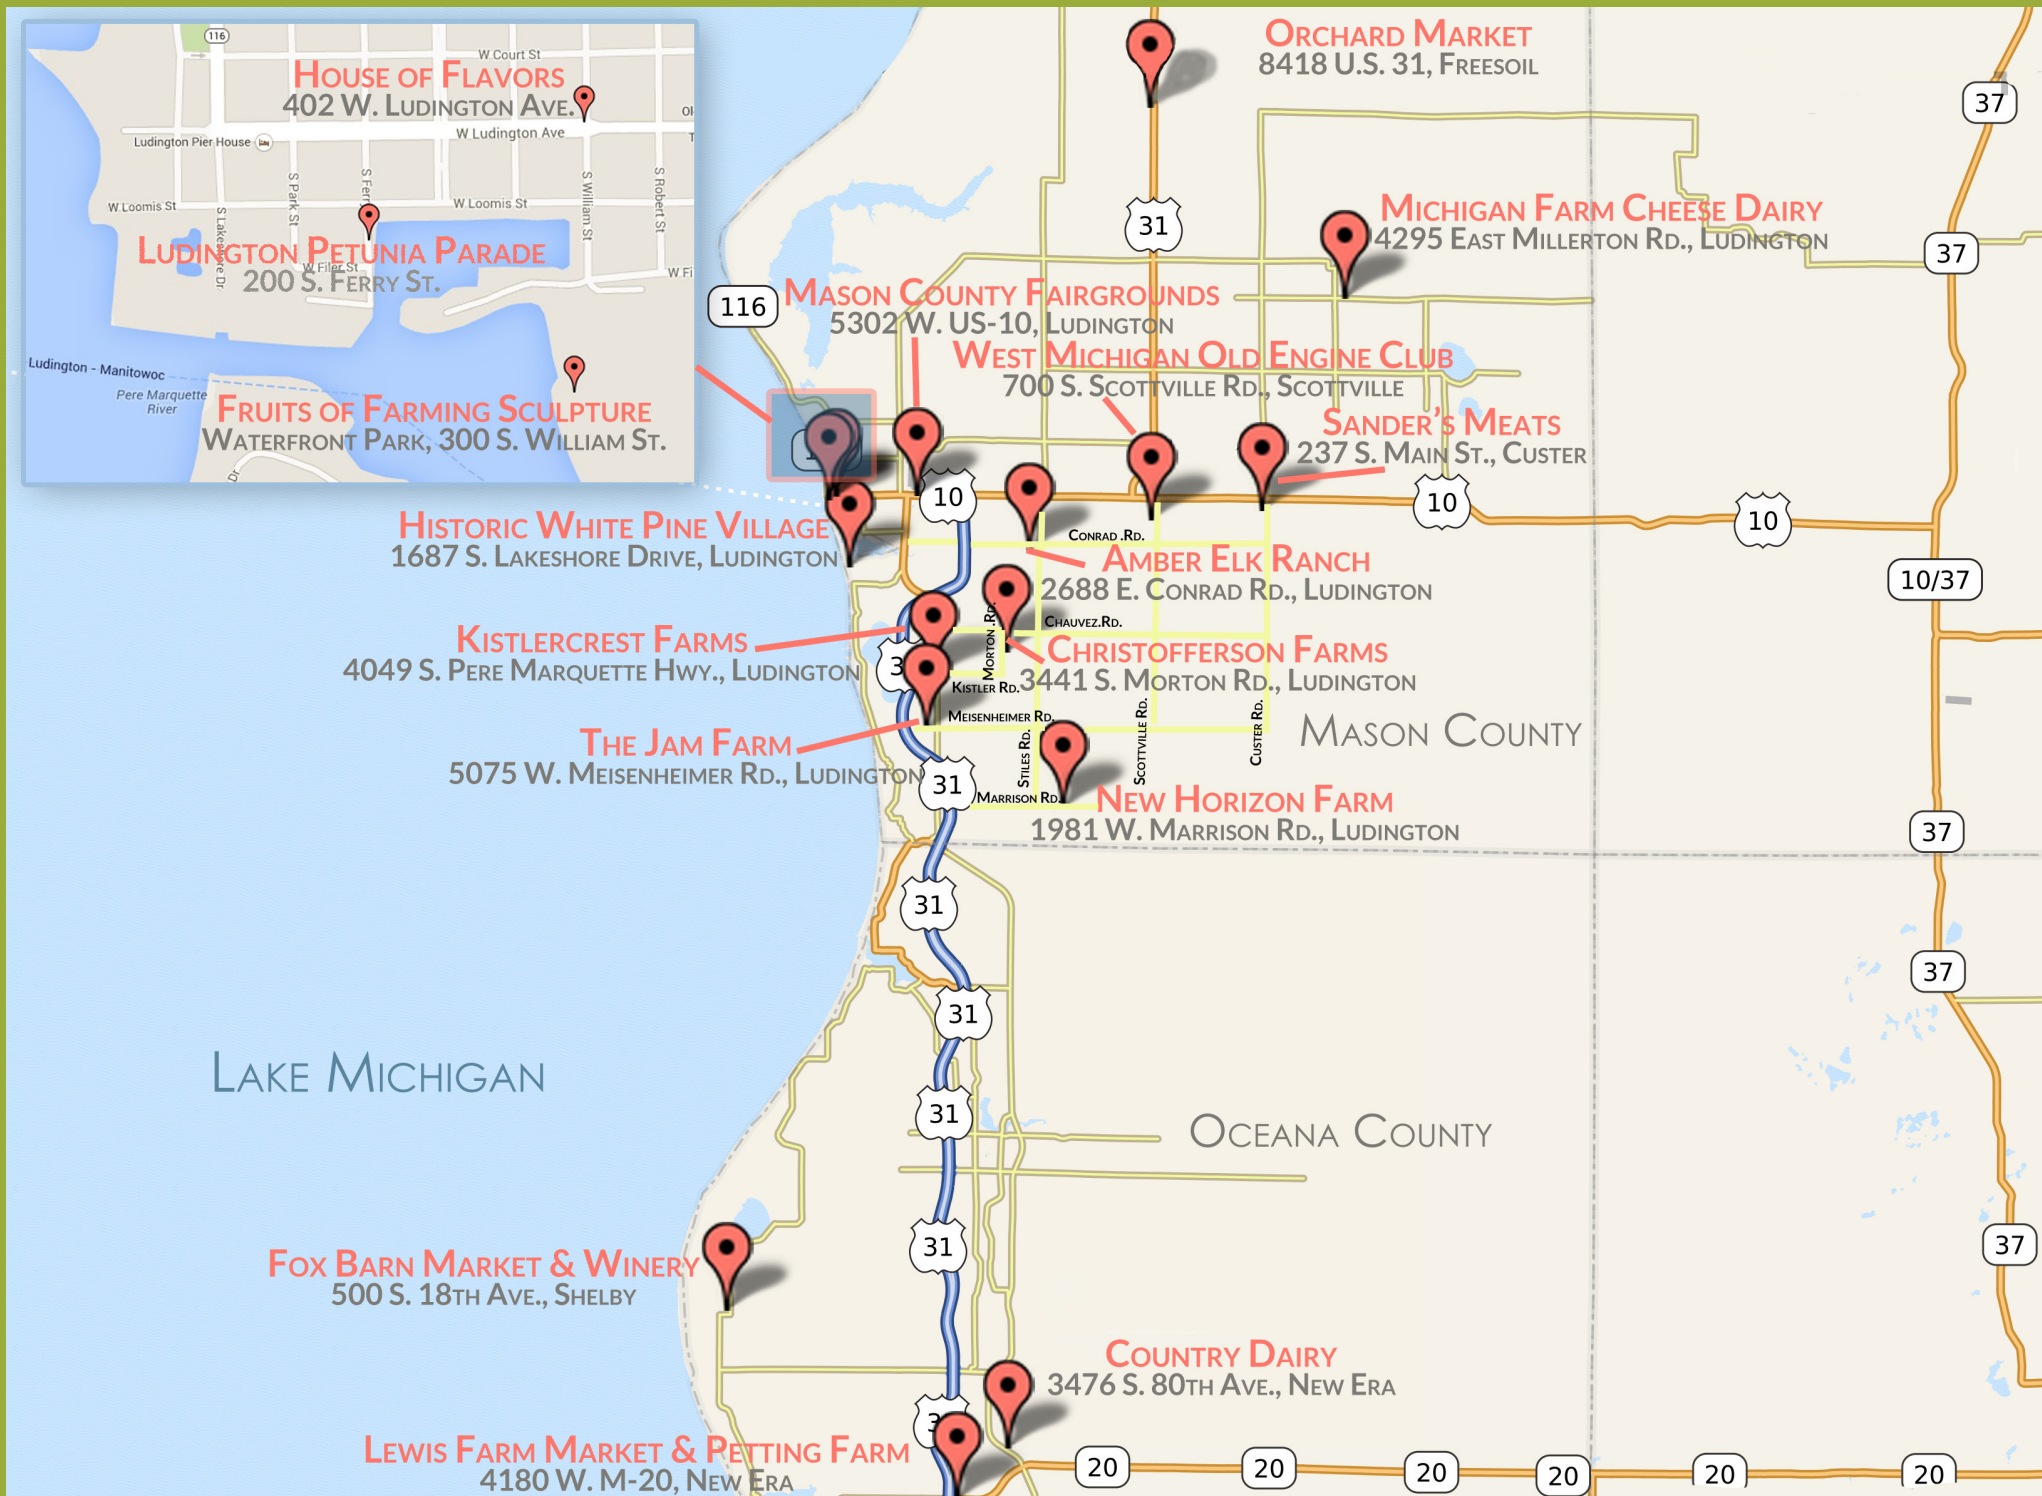 116
W Court St
House of Flavors
402 W. Ludington Ave.
Ludington Pier House
W Ludington Ave
S Park St
S William St
S Robert St
W Loomis St
W Loomis St
Ludington Petunia Parade
W Filer St
200 S. Ferry St.
W Fi
Ludington - Manitowoc
Pere Marquette
River
Fruits of Farming Sculpture
Waterfront Park, 300 S. William St.
Dr
Orchard Market
8418 U.S. 31, Freesoil
37
31
Michigan Farm Cheese Dairy
4295 East Millerton Rd., Ludington
37
116
Mason County Fairgrounds
5302 W. US-10, Ludington
West Michigan Old Engine Club
700 S. Scottville Rd., Scottville
Sander's Meats
237 S. Main St., Custer
10
10
10
Historic White Pine Village
1687 S. Lakeshore Drive, Ludington
Conrad .Rd.
Amber Elk Ranch
2688 E. Conrad Rd., Ludington
10/37
Kistlercrest Farms
4049 S. Pere Marquette Hwy., Ludington
Morton .Rd.
Chauvez.Rd.
Christofferson Farms
3441 S. Morton Rd., Ludington
Kistler Rd.
Meisenheimer Rd.
The Jam Farm
5075 W. Meisenheimer Rd., Ludington
Stiles Rd.
Scottville Rd.
Custer Rd.
Mason County
31
Marrison Rd.
New Horizon Farm
1981 W. Marrison Rd., Ludington
37
31
37
31
Lake Michigan
31
Oceana County
31
37
Fox Barn Market & Winery
500 S. 18th Ave., Shelby
Country Dairy
3476 S. 80th Ave., New Era
Lewis Farm Market & Petting Farm
4180 W. M-20, New Era
20
20
20
20
20
20